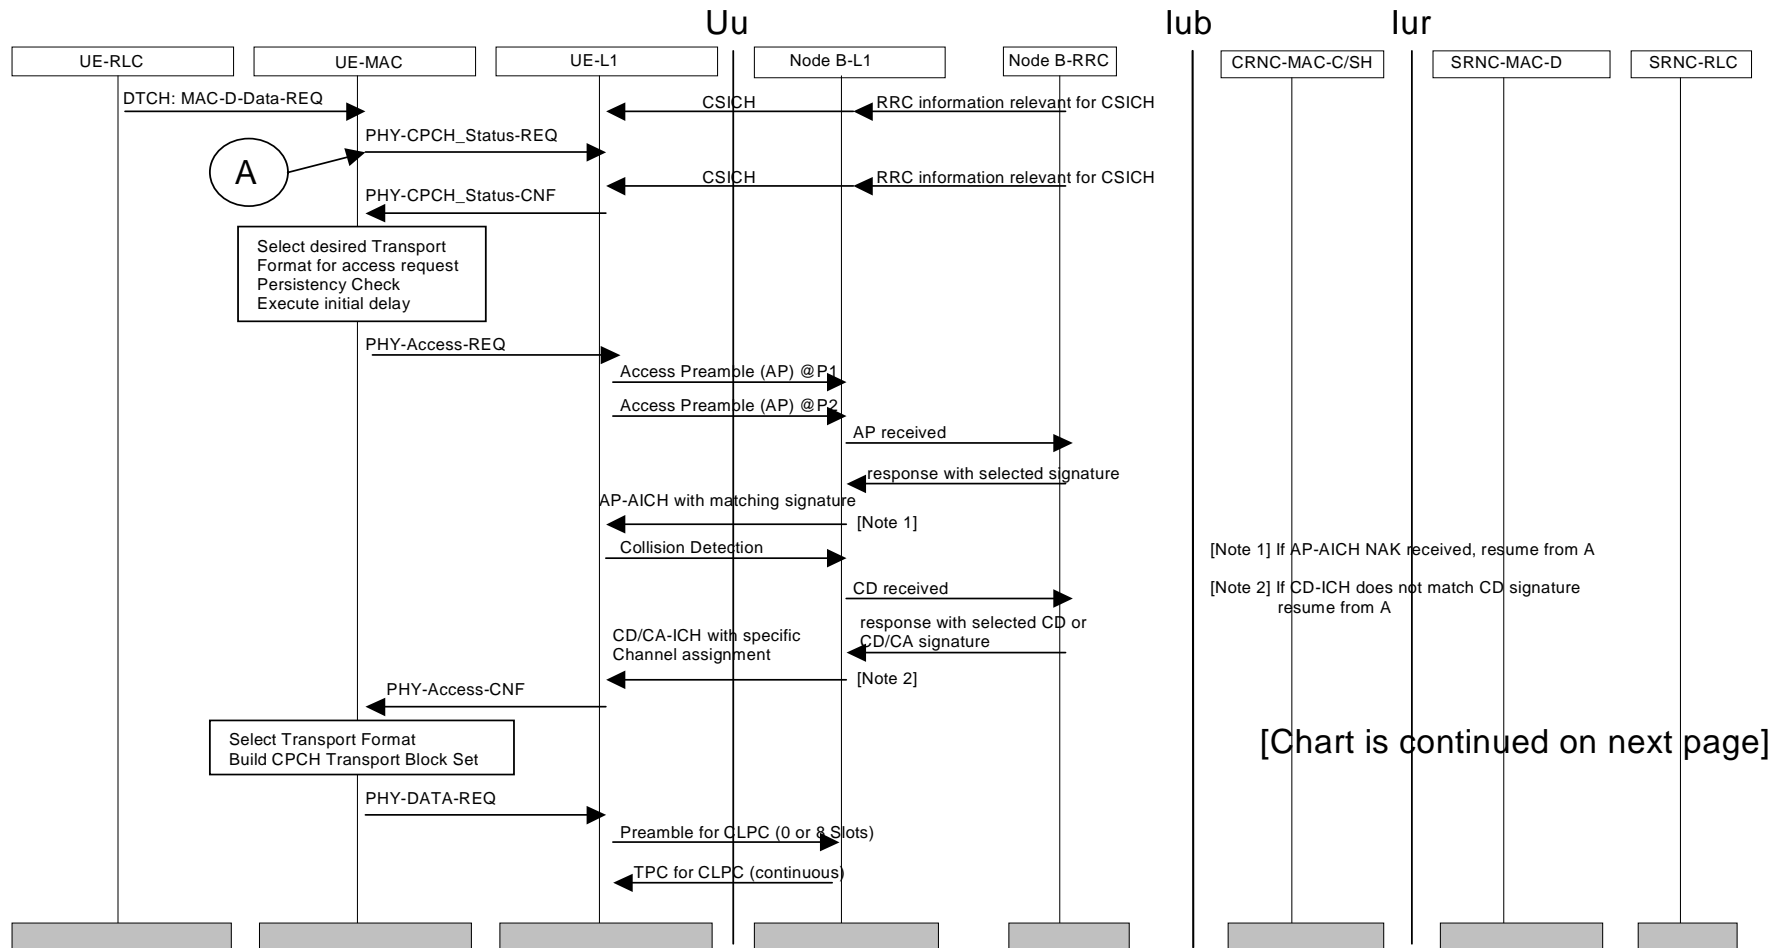 Uu
Iub
Iur
UE-RLC
UE-MAC
UE-L1
Node B-L1
Node B-RRC
CRNC-MAC-C/SH
SRNC-MAC-D
SRNC-RLC
DTCH: MAC-D-Data-REQ
CSICH
RRC information relevant for CSICH
PHY-CPCH_Status-REQ
A
CSICH
RRC information relevant for CSICH
PHY-CPCH_Status-CNF
Select desired Transport
Format for access request
Persistency Check
Execute initial delay
PHY-Access-REQ
Access Preamble (AP) @P1
Access Preamble (AP) @P2
AP received
response with selected signature
AP-AICH with matching signature
[Note 1]
Collision Detection
[Note 1] If AP-AICH NAK received, resume from A
CD received
[Note 2] If CD-ICH does not match CD signature
resume from A
response with selected CD or
CD/CA signature
CD/CA-ICH with specific
Channel assignment
[Note 2]
PHY-Access-CNF
Select Transport Format
Build CPCH Transport Block Set
[Chart is continued on next page]
PHY-DATA-REQ
Preamble for CLPC (0 or 8 Slots)
TPC for CLPC (continuous)